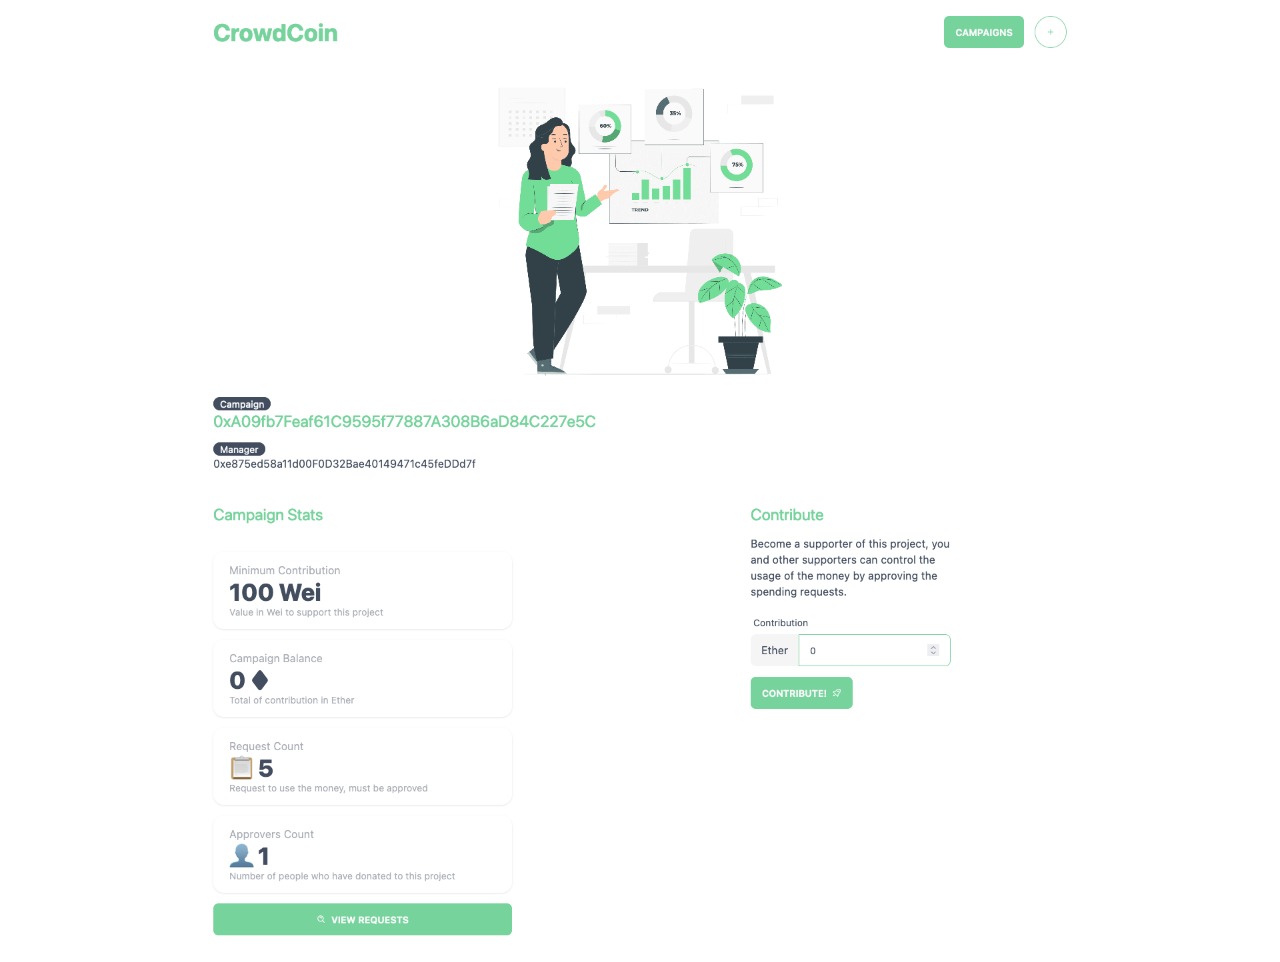 CrowdCoin
CAMPAIGNS
+
60%
35%
75%
TREND
Campaign
0xA09fb7Feaf61C9595f77887A308B6aD84C227e5C
Manager
0xe875ed58a11d00F0D32Bae40149471c45feDDd7f
Campaign Stats
Minimum Contribution
100 Wei
Value in Wei to support this project
Campaign Balance
0
Total of contribution in Ether
Request Count
5
Request to use the money, must be approved
Approvers Count
1
Number of people who have donated to this project
VIEW REQUESTS
Contribute
Become a supporter of this project, you
and other supporters can control the
usage of the money by approving the
spending requests.
Contribution
Ether 0
CONTRIBUTE!